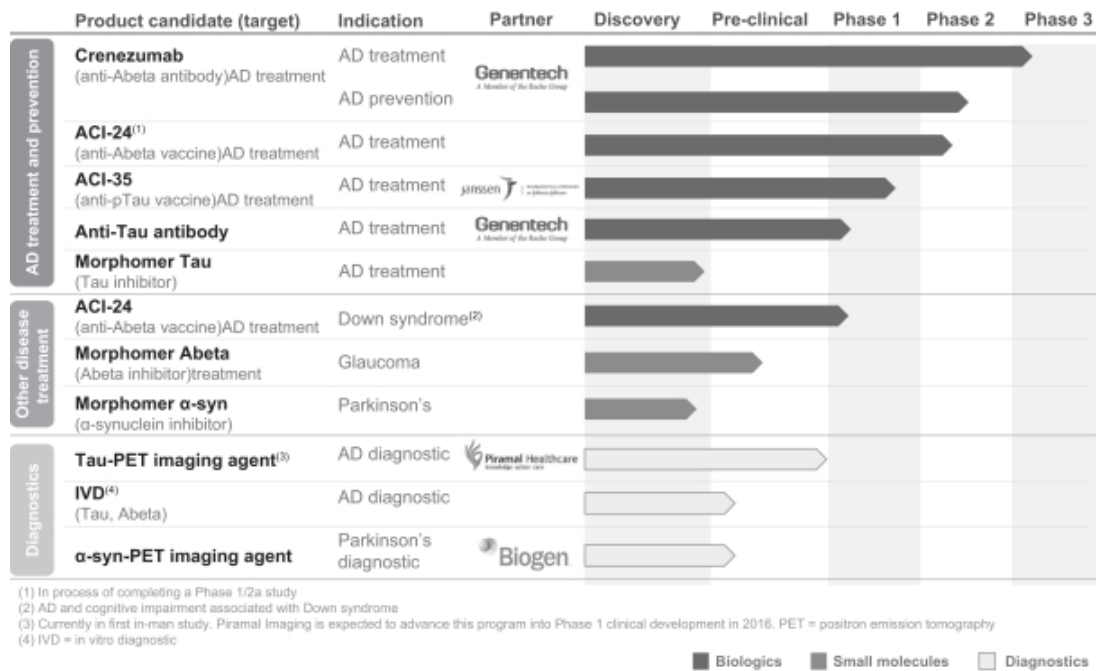 Product candidate (target) Indication Partner Discovery Pre-clinical Phase 1 Phase 2 Phase 3
AD treatment and prevention
Crenezumab
(anti-Abeta antibody)AD treatment
AD treatment
Genentech
A Member of the Roche Group
AD prevention
ACI-24(1)
(anti-Abeta vaccine)AD treatment
AD treatment
ACI-35
(anti-pTau vaccine)AD treatment
AD treatment
janssen
Anti-Tau antibody
AD treatment
Genentech
A Member of the Roche Group
Morphomer Tau
(Tau inhibitor)
AD treatment
Other disease
treatment
ACI-24
(anti-Abeta vaccine)AD treatment
Down syndrome(2)
Morphomer Abeta
(Abeta inhibitor)treatment
Glaucoma
Morphomer α-syn
(α-synuclein inhibitor)
Parkinson's
Diagnostics
Tau-PET imaging agent(3)
AD diagnostic
Piramal Healthcare
knowledge action care
IVD(4)
(Tau, Abeta)
AD diagnostic
α-syn-PET imaging agent
Parkinson's
diagnostic
Biogen
(1) In process of completing a Phase 1/2a study
(2) AD and cognitive impairment associated with Down syndrome
(3) Currently in first in-man study. Piramal Imaging is expected to advance this program into Phase 1 clinical development in 2016. PET = positron emission tomography
(4) IVD = in vitro diagnostic
Biologics Small molecules Diagnostics